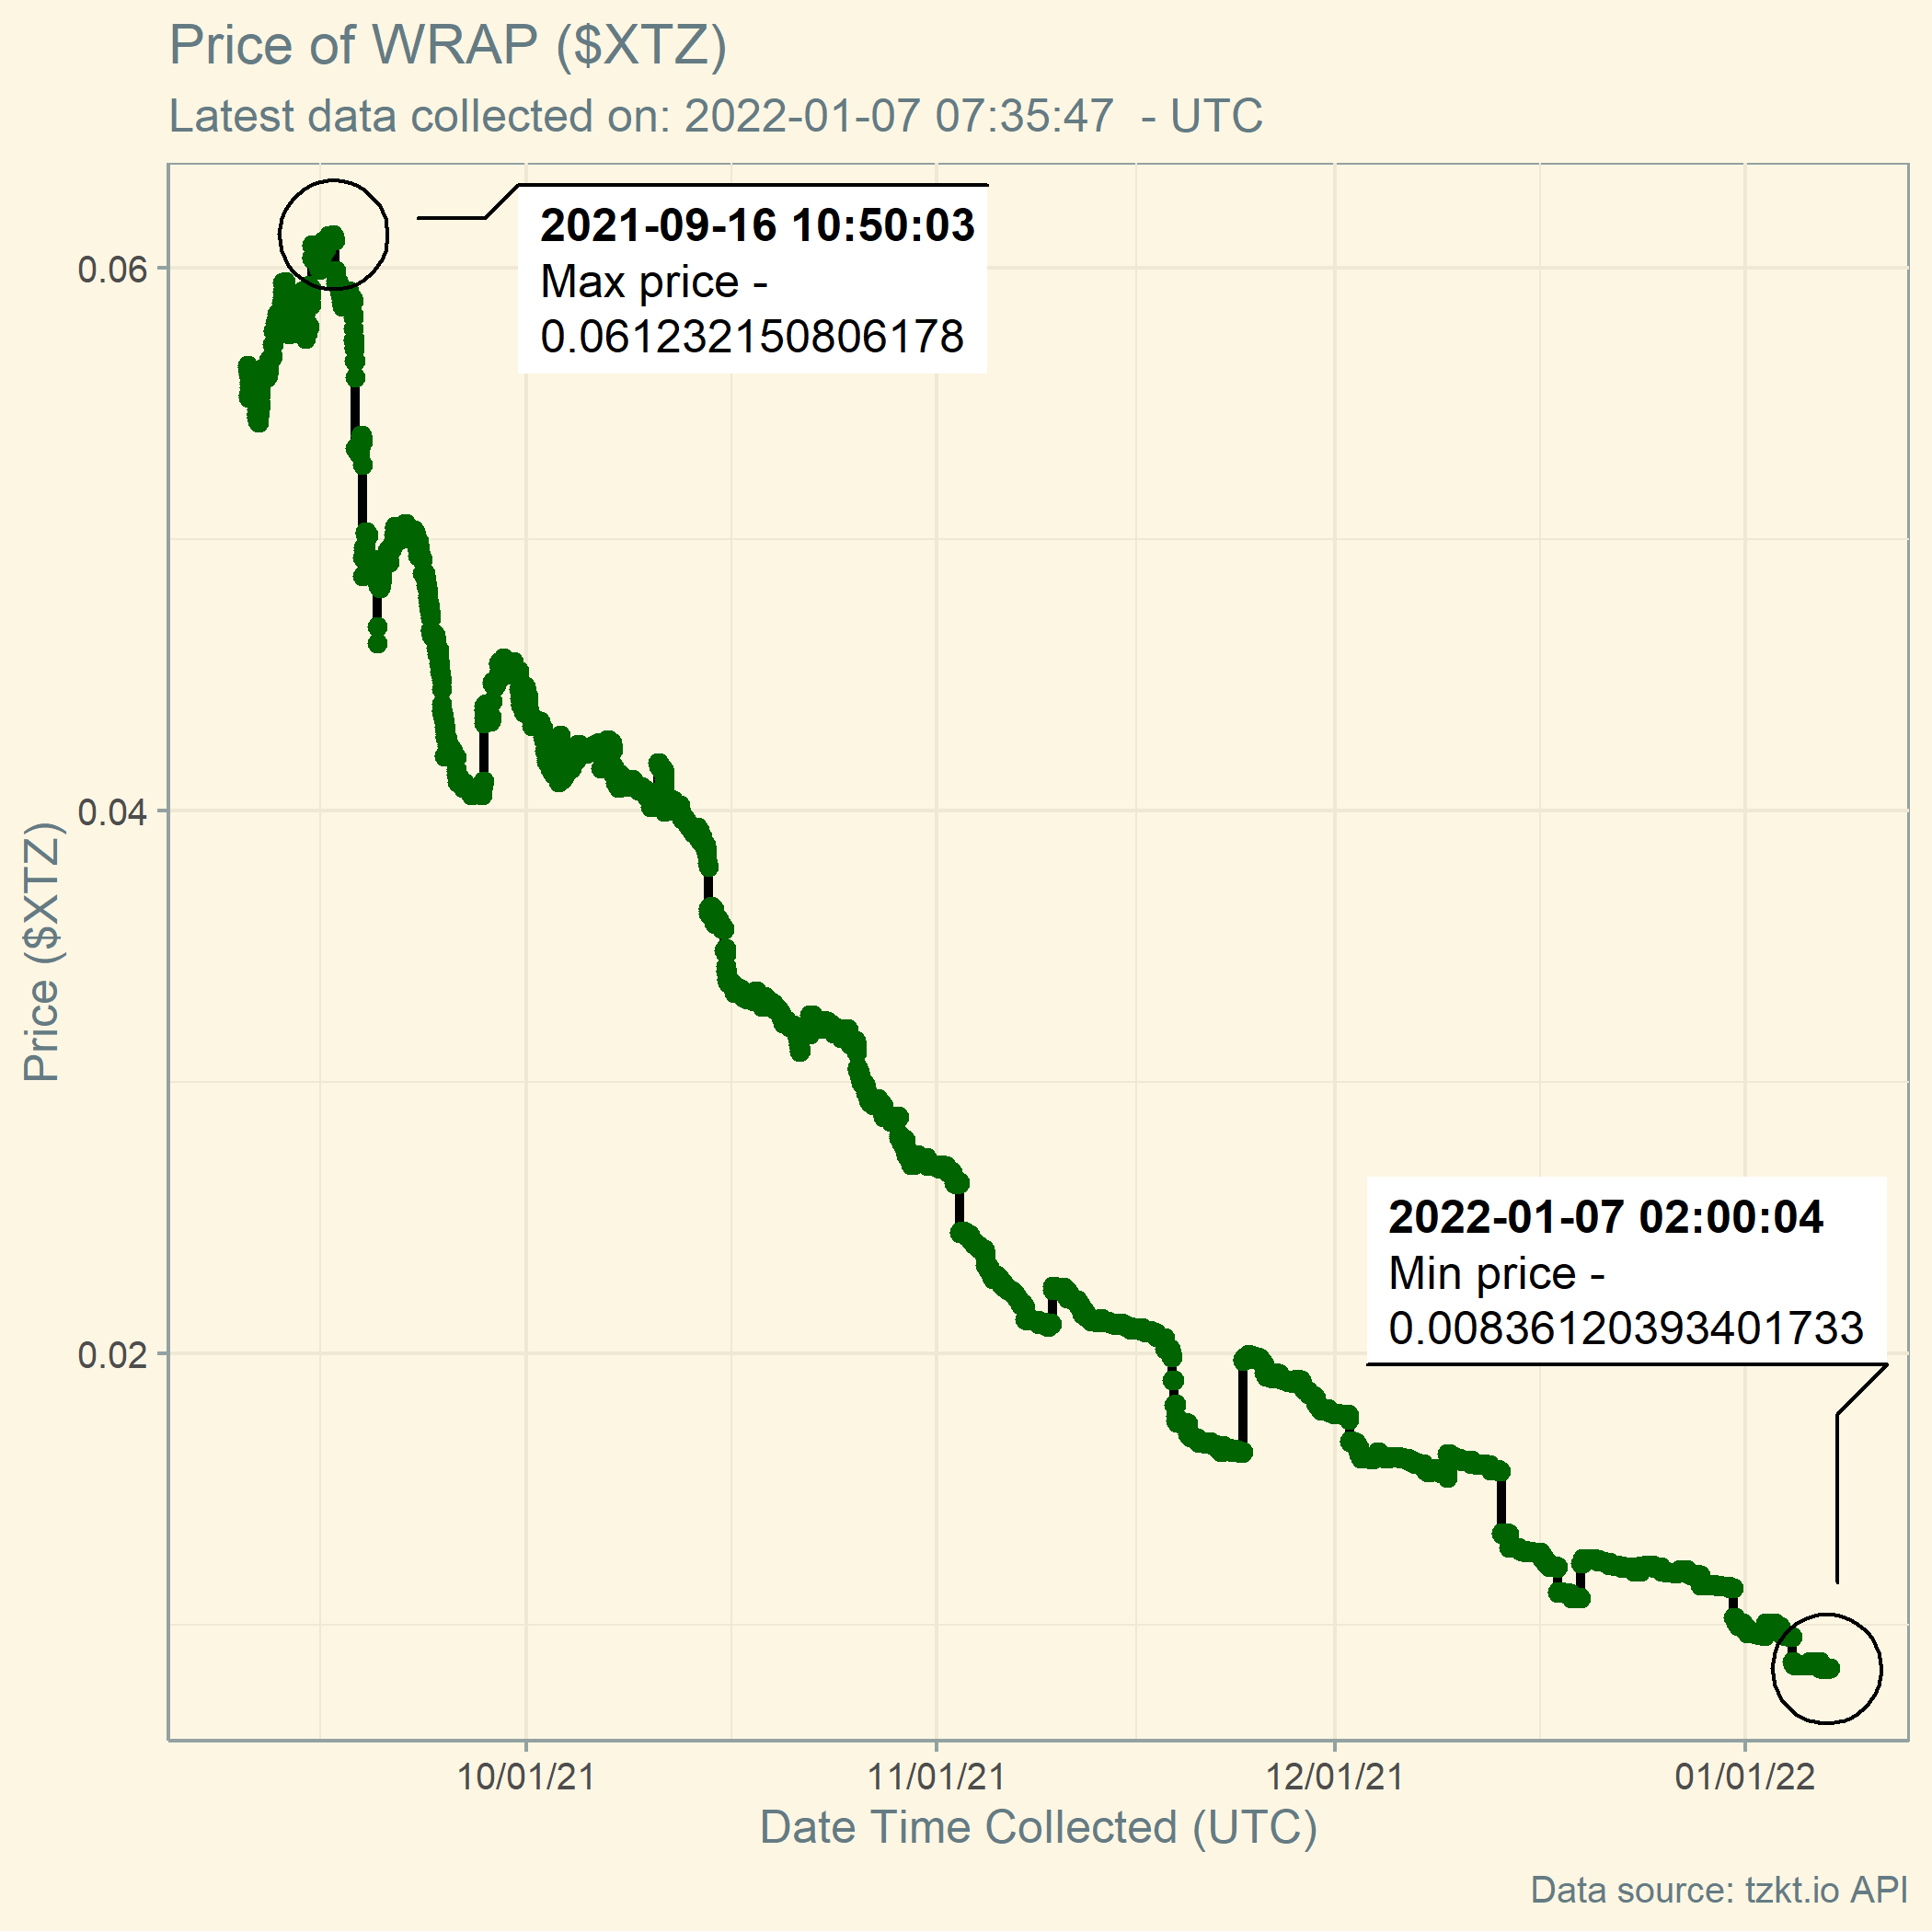 Price of WRAP ($XTZ)
Latest data collected on: 2022-01-07 07:35:47  - UTC
2021-09-16 10:50:03
Max price -
0.061232150806178
0.06
0.04
0.02
Price ($XTZ)
2022-01-07 02:00:04
Min price -
0.00836120393401733
10/01/21
11/01/21
12/01/21
01/01/22
Date Time Collected (UTC)
Data source: tzkt.io API